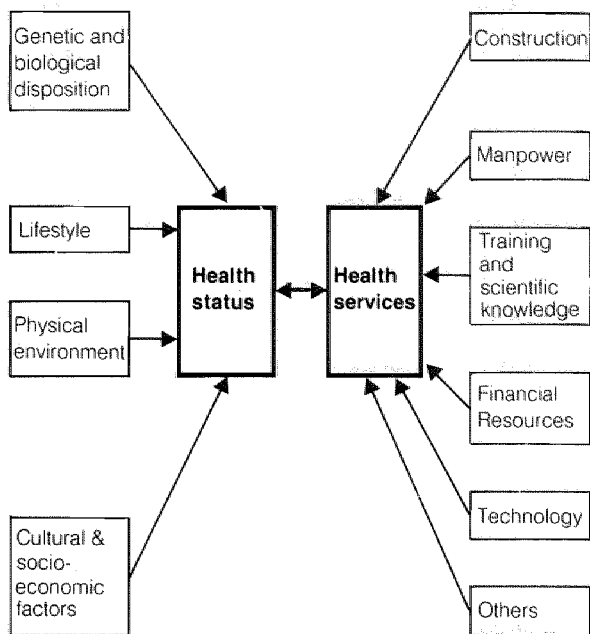 Genetic and
biological
disposition
Lifestyle
Physical
environment
Cultural &
socio-
economic
factors
Health
status
Health
services
Construction
Manpower
Training
and
scientific
knowledge
Financial
Resources
Technology
Others